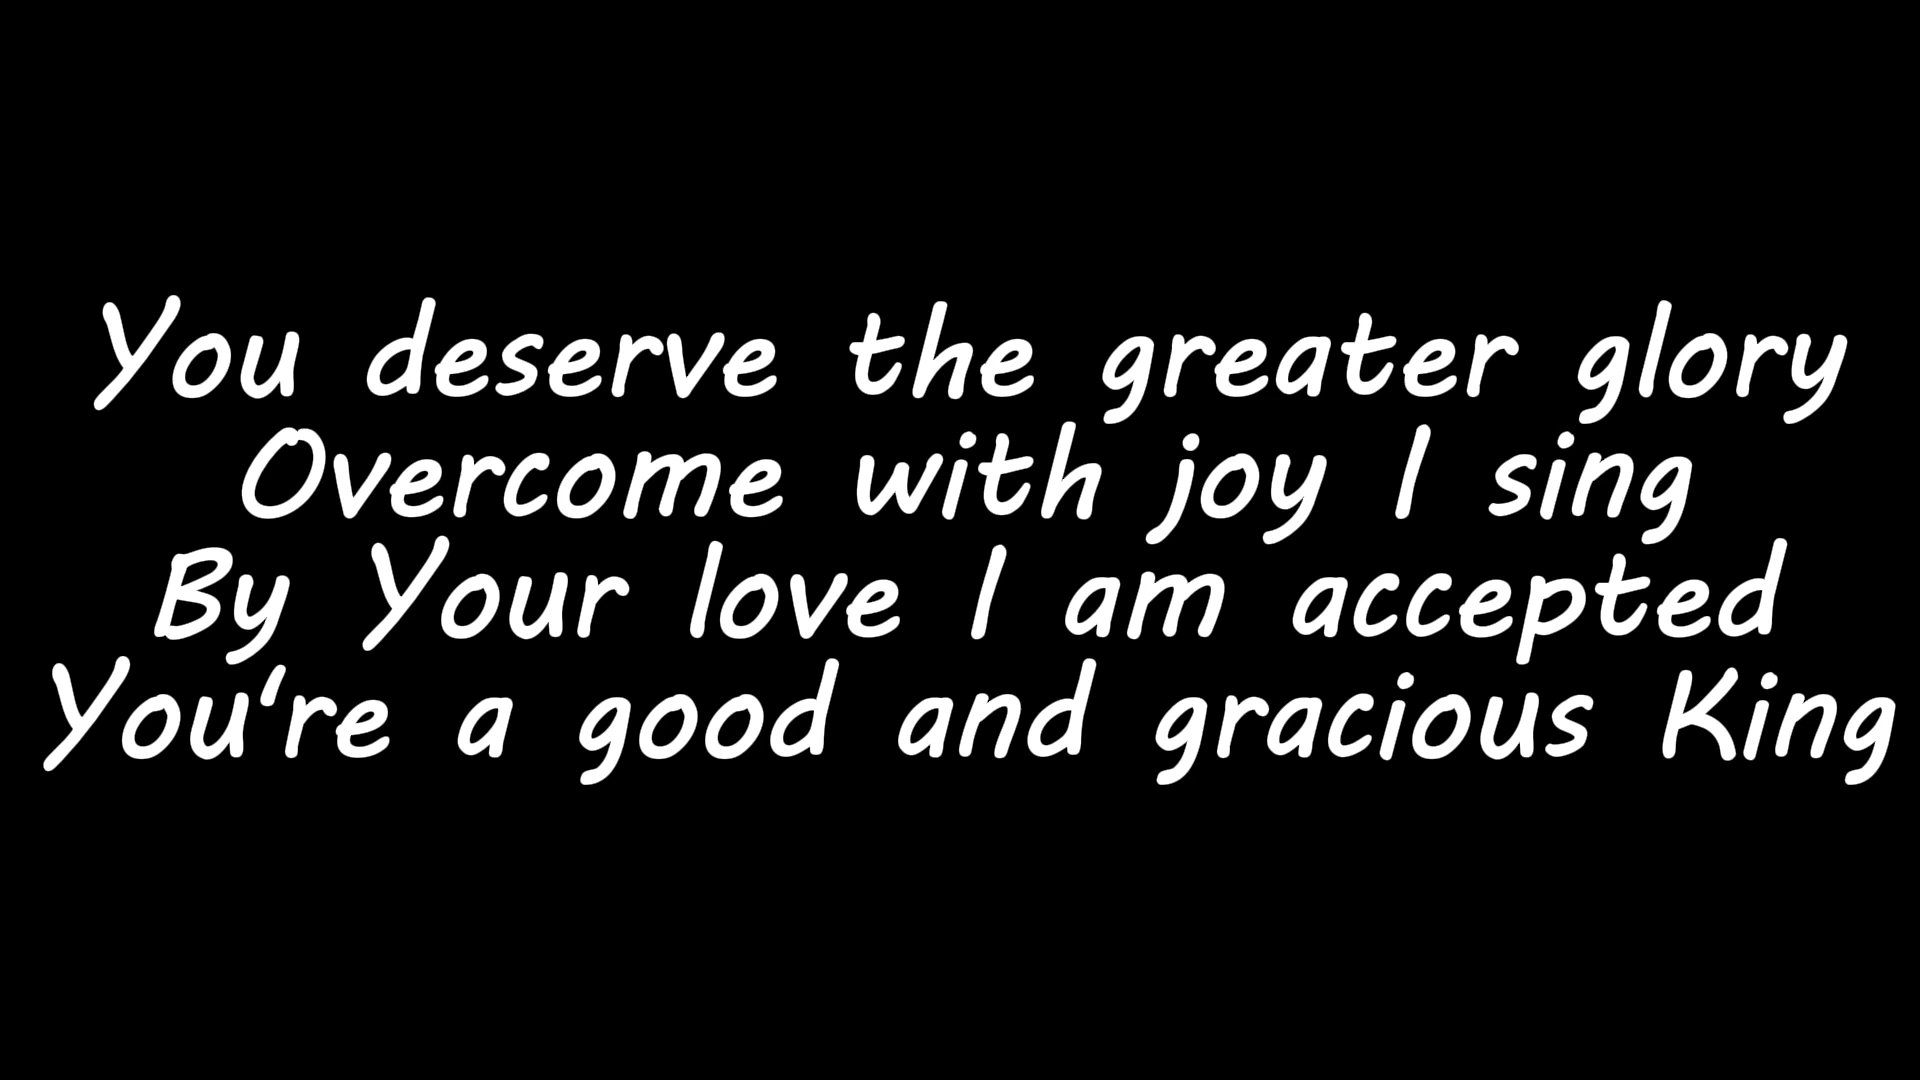 You deserve the greater glory
Overcome with joy I sing
By Your love I am accepted
You're a good and gracious King